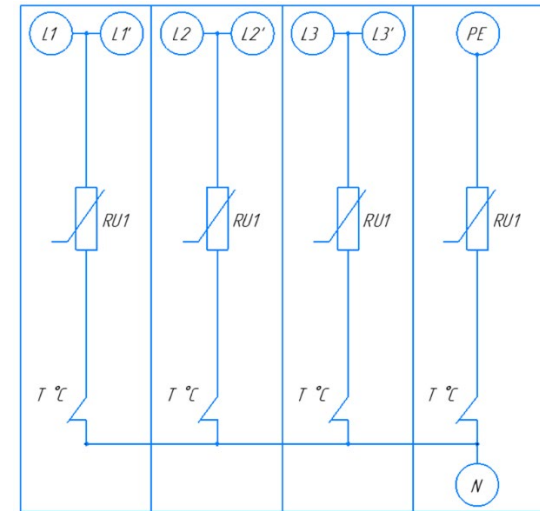 L1 L1' L2 L2' L3 L3' PE
RU1 RU1 RU1 RU1
T °C T °C T °C T °C
N